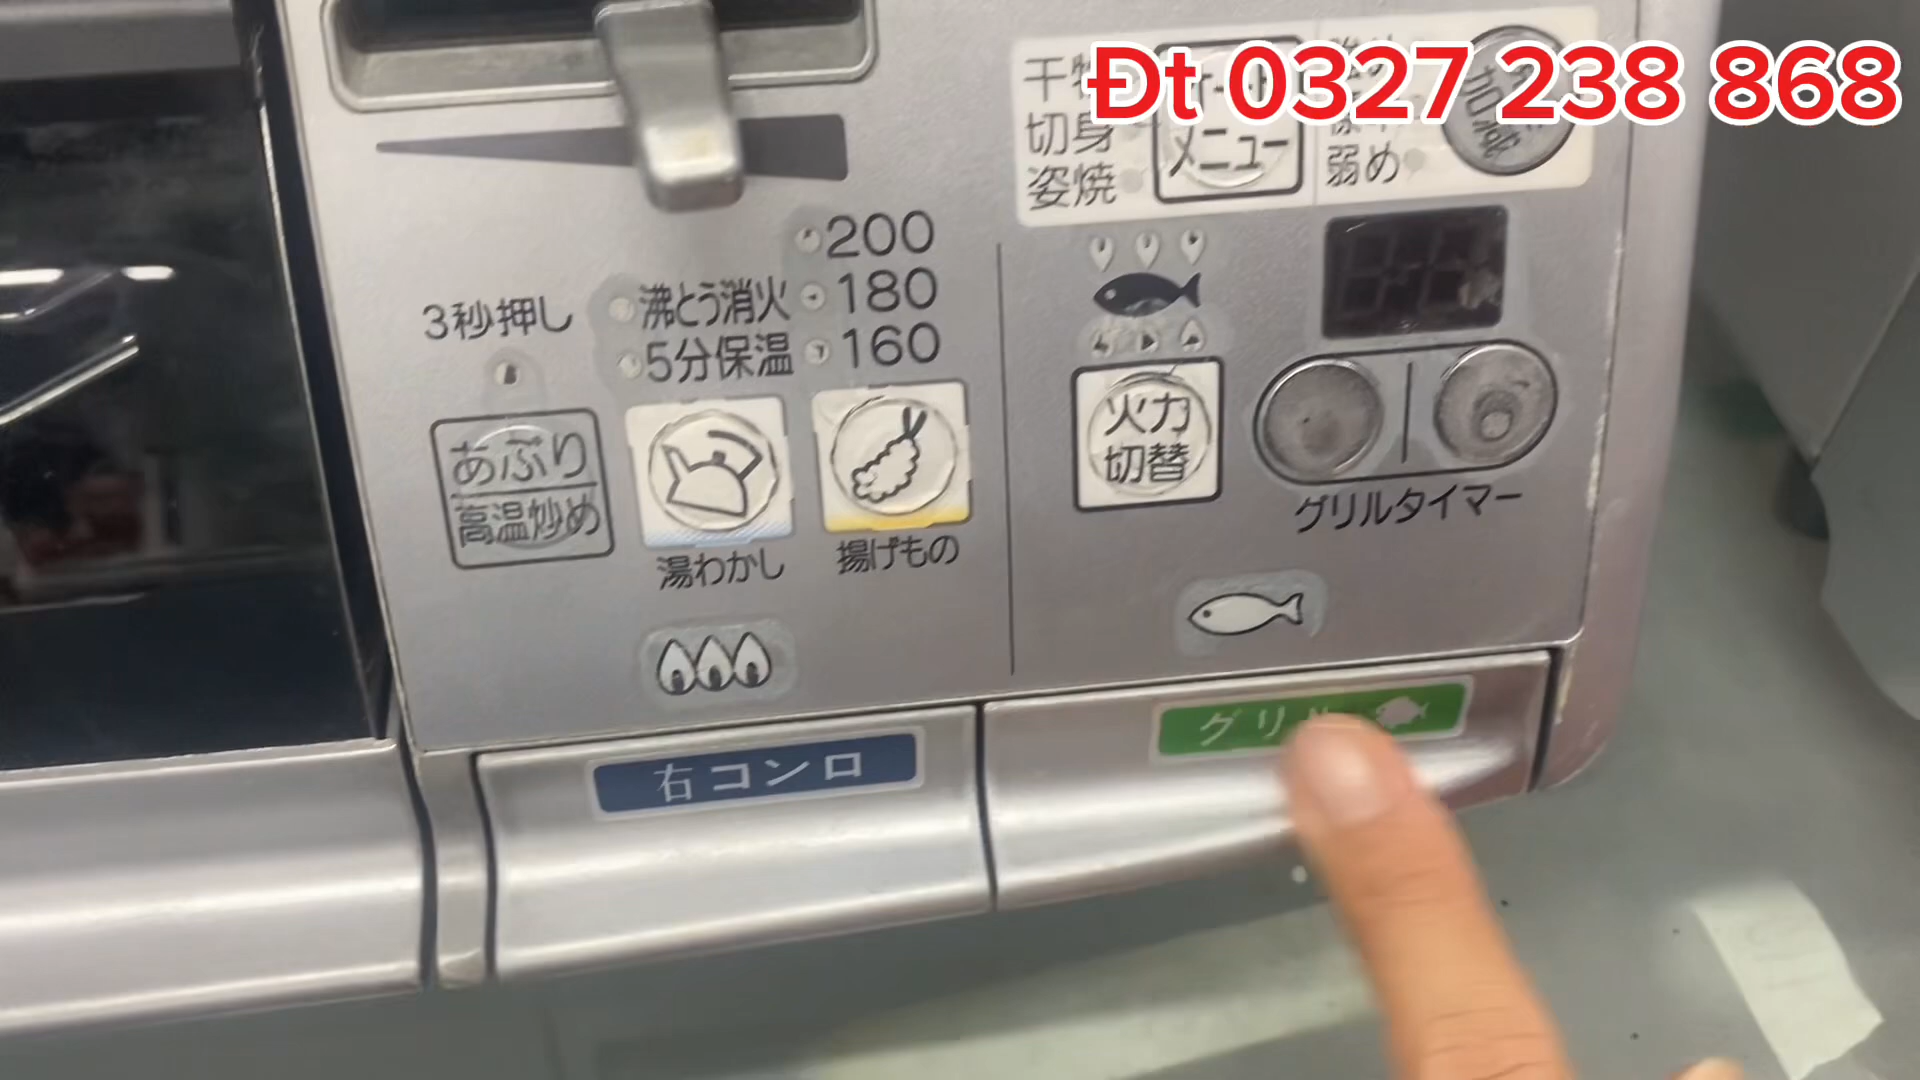 Đt 0327 238 868
切身
姿焼
メニュー
弱め
200
3秒押し
沸とう消火
180
5分保温
160
あぶり
高温炒め
湯わかし
揚げもの
火力
切替
グリルタイマー
右コンロ
グリ